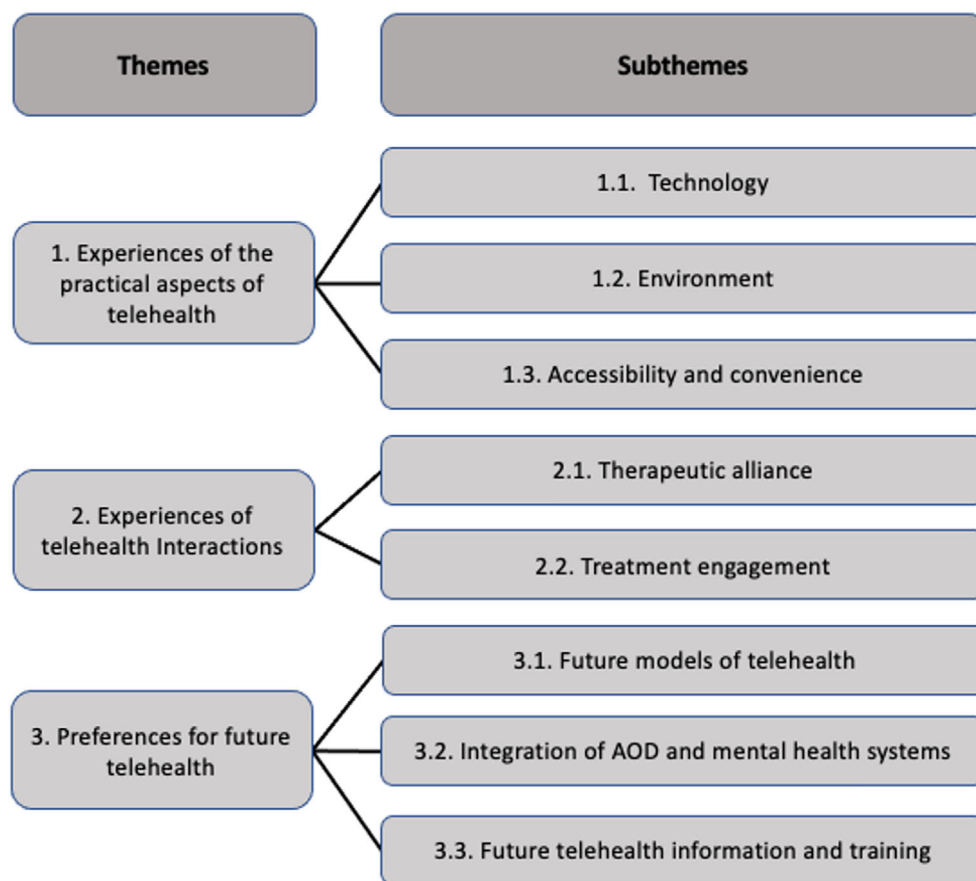 Themes
Subthemes
1. Experiences of the
practical aspects of
telehealth
1.1.  Technology
1.2. Environment
1.3. Accessibility and convenience
2. Experiences of
telehealth Interactions
2.1. Therapeutic alliance
2.2. Treatment engagement
3. Preferences for future
telehealth
3.1. Future models of telehealth
3.2. Integration of AOD and mental health systems
3.3. Future telehealth information and training